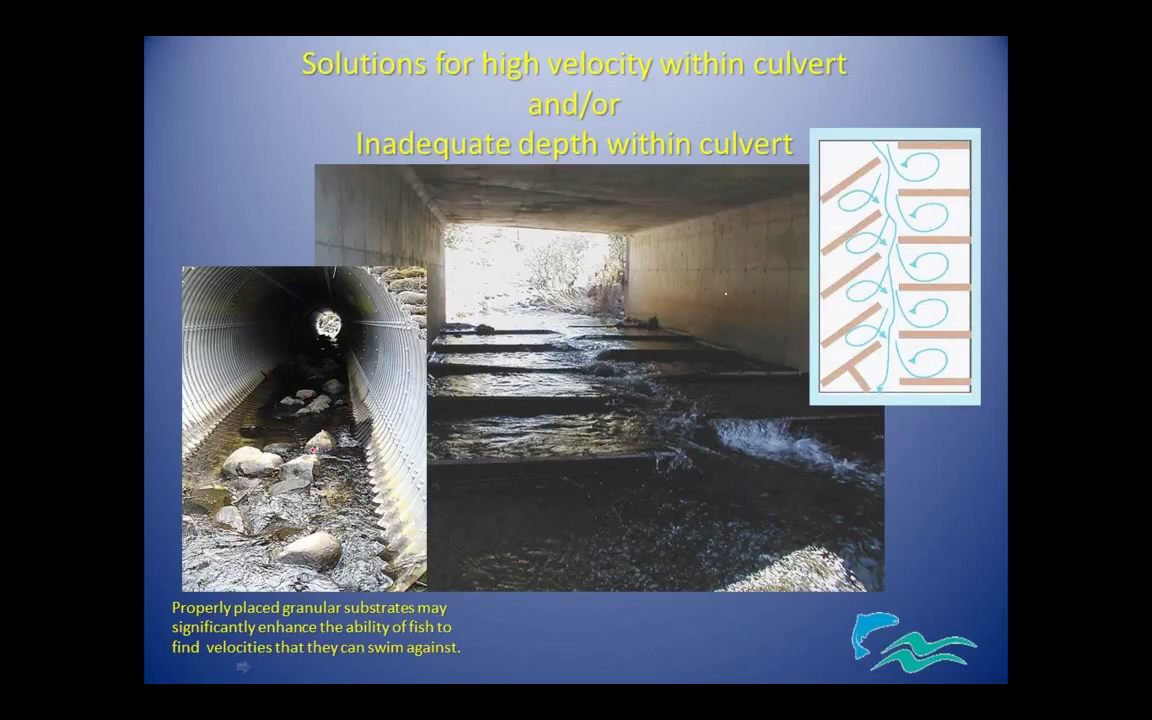 Solutions for high velocity within culvert
and/or
Inadequate depth within culvert
Properly placed granular substrates may
significantly enhance the ability of fish to
find velocities that they can swim against.